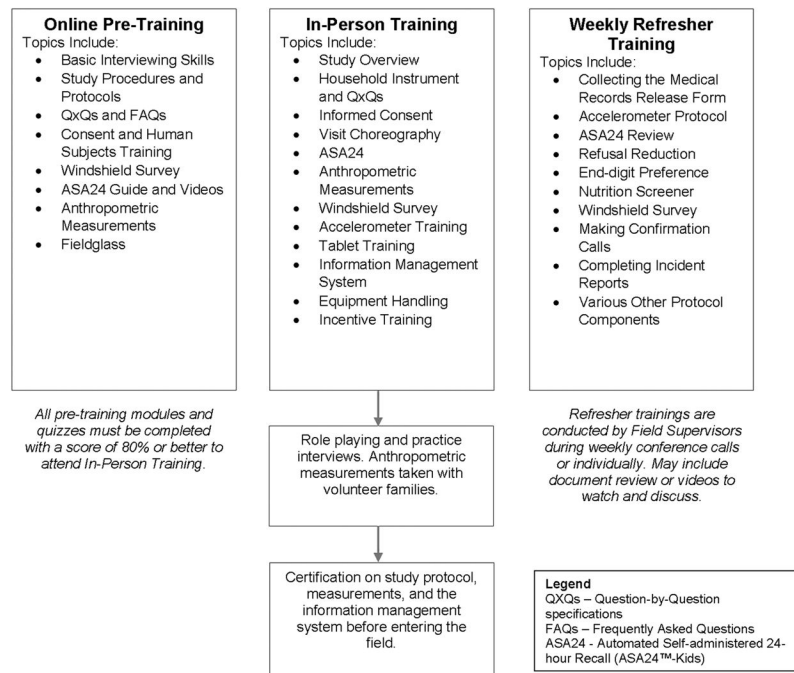 Online Pre-Training
Topics Include:
• Basic Interviewing Skills
• Study Procedures and
Protocols
• QxQs and FAQs
• Consent and Human
Subjects Training
• Windshield Survey
• ASA24 Guide and Videos
• Anthropometric
Measurements
• Fieldglass
All pre-training modules and
quizzes must be completed
with a score of 80% or better to
attend In-Person Training.
In-Person Training
Topics Include:
• Study Overview
• Household Instrument
and QxQs
• Informed Consent
• Visit Choreography
• ASA24
• Anthropometric
Measurements
• Windshield Survey
• Accelerometer Training
• Tablet Training
• Information Management
System
• Equipment Handling
• Incentive Training
Role playing and practice
interviews. Anthropometric
measurements taken with
volunteer families.
Certification on study protocol,
measurements, and the
information management
system before entering the
field.
Weekly Refresher
Training
Topics Include:
• Collecting the Medical
Records Release Form
• Accelerometer Protocol
• ASA24 Review
• Refusal Reduction
• End-digit Preference
• Nutrition Screener
• Windshield Survey
• Making Confirmation
Calls
• Completing Incident
Reports
• Various Other Protocol
Components
Refresher trainings are
conducted by Field Supervisors
during weekly conference calls
or individually. May include
document review or videos to
watch and discuss.
Legend
QXQs – Question-by-Question
specifications
FAQs – Frequently Asked Questions
ASA24 - Automated Self-administered 24-
hour Recall (ASA24™-Kids)